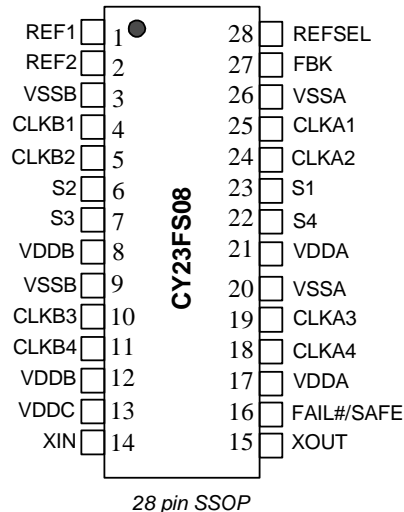 REF1 1 28 REFSEL
REF2 2 27 FBK
VSSB 3 26 VSSA
CLKB1 4 25 CLKA1
CLKB2 5 24 CLKA2
S2 6 23 S1
S3 7 22 S4
VDDB 8 21 VDDA
VSSB 9 20 VSSA
CLKB3 10 19 CLKA3
CLKB4 11 18 CLKA4
VDDB 12 17 VDDA
VDDC 13 16 FAIL#/SAFE
XIN 14 15 XOUT
CY23FS08
28 pin SSOP